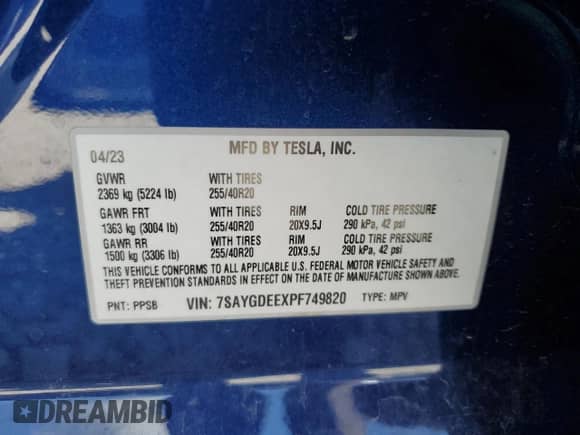 04/23 MFD BY TESLA, INC.
GVWR WITH TIRES
2369 kg (5224 lb) 255/40R20
GAWR FRT WITH TIRES RIM COLD TIRE PRESSURE
1363 kg (3004 lb) 255/40R20 20X9.5J 290 kPa, 42 psi
GAWR RR WITH TIRES RIM COLD TIRE PRESSURE
1500 kg (3306 lb) 255/40R20 20X9.5J 290 kPa, 42 psi
THIS VEHICLE CONFORMS TO ALL APPLICABLE U.S. FEDERAL MOTOR VEHICLE SAFETY AND
THEFT PREVENTION STANDARDS IN EFFECT ON THE DATE OF MANUFACTURE SHOWN ABOVE.
PNT: PPSB VIN: 7SAYGDEEXPF749820 TYPE: MPV
DREAMBID